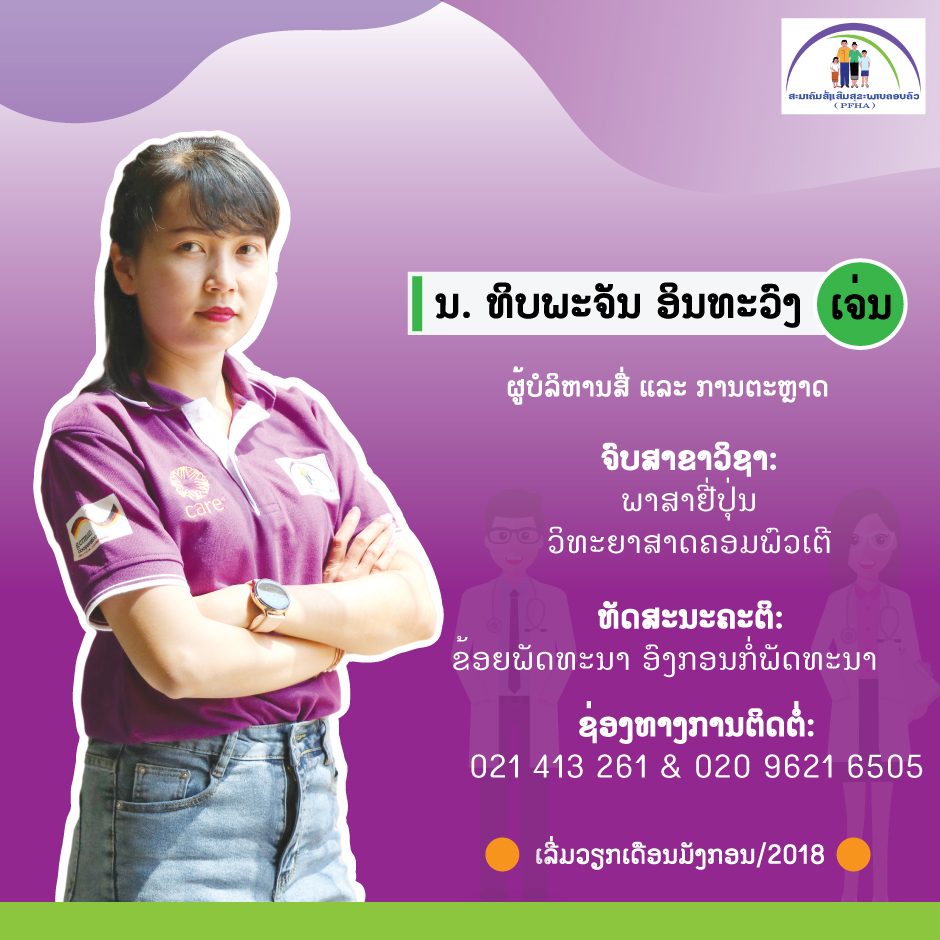 ສະມາຄົມສົ່ງເສີມສຸຂະພາບຄອບຄົວ
(PFHA)
ນ. ທິບພະຈັນ ອິນທະວົງ ເຈ່ນ
ຜູ້ບໍລິຫານສື່ ແລະ ການຕະຫຼາດ
ຈົບສາຂາວິຊາ:
ພາສາຢີ່ປຸ່ນ
ວິທະຍາສາດຄອມພິວເຕີ
ທັດສະນະຄະຕິ:
ຂ້ອຍພັດທະນາ ອົງກອນກໍ່ພັດທະນາ
ຊ່ອງທາງການຕິດຕໍ່:
021 413 261 & 020 9621 6505
ເລີ່ມວຽກເດືອນມັງກອນ/2018
care